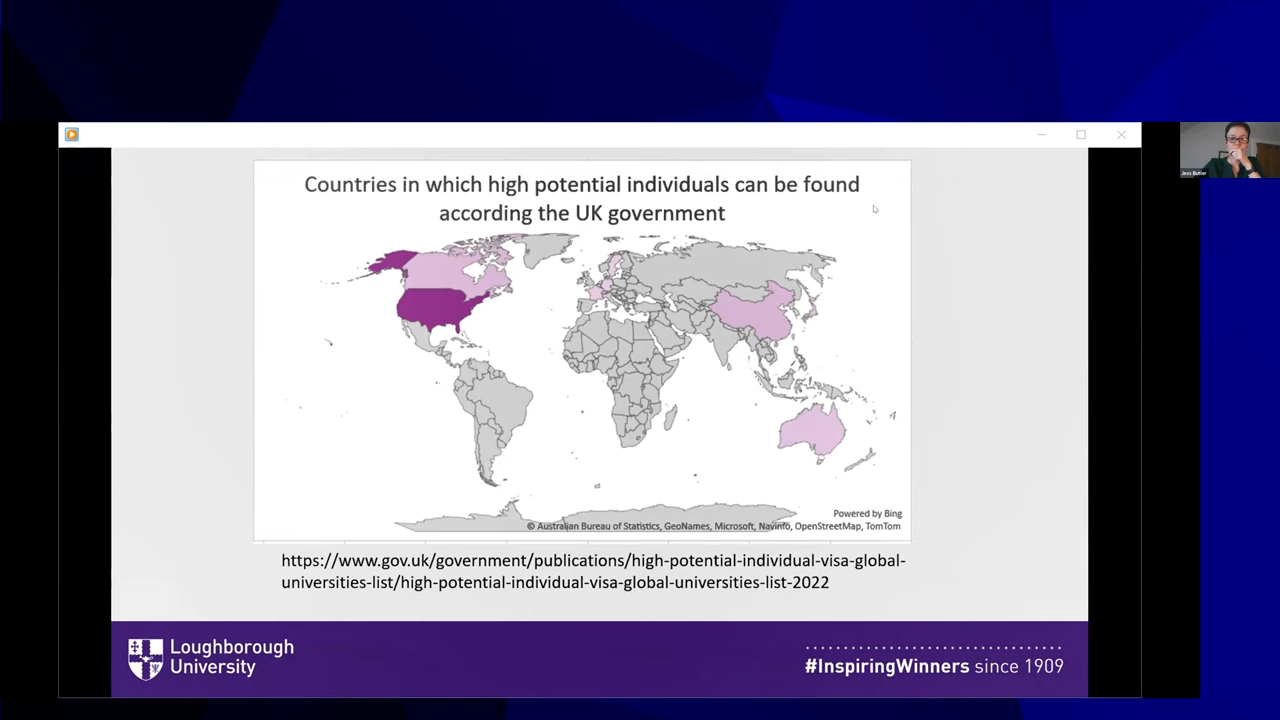 Jess Butler
Countries in which high potential individuals can be found
according the UK government
Powered by Bing
© Australian Bureau of Statistics, GeoNames, Microsoft, Navinfo, OpenStreetMap, TomTom
https://www.gov.uk/government/publications/high-potential-individual-visa-global-
universities-list/high-potential-individual-visa-global-universities-list-2022
Loughborough
University
#InspiringWinners since 1909